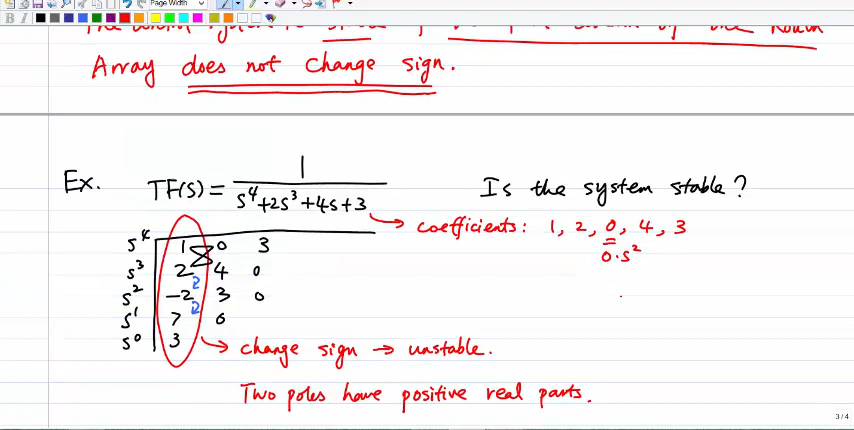 Page Width
B I
Array does not change sign.
Ex. TF(s) = 1 / (s⁴+2s³+4s+3) Is the system stable?
→ coefficients: 1, 2, 0, 4, 3
0·s²
s⁴ 1 0 3
s³ 2 4 0
s² -2 3 0
s¹ 7 0
s⁰ 3
→ change sign → unstable.
Two poles have positive real parts.
3 / 4